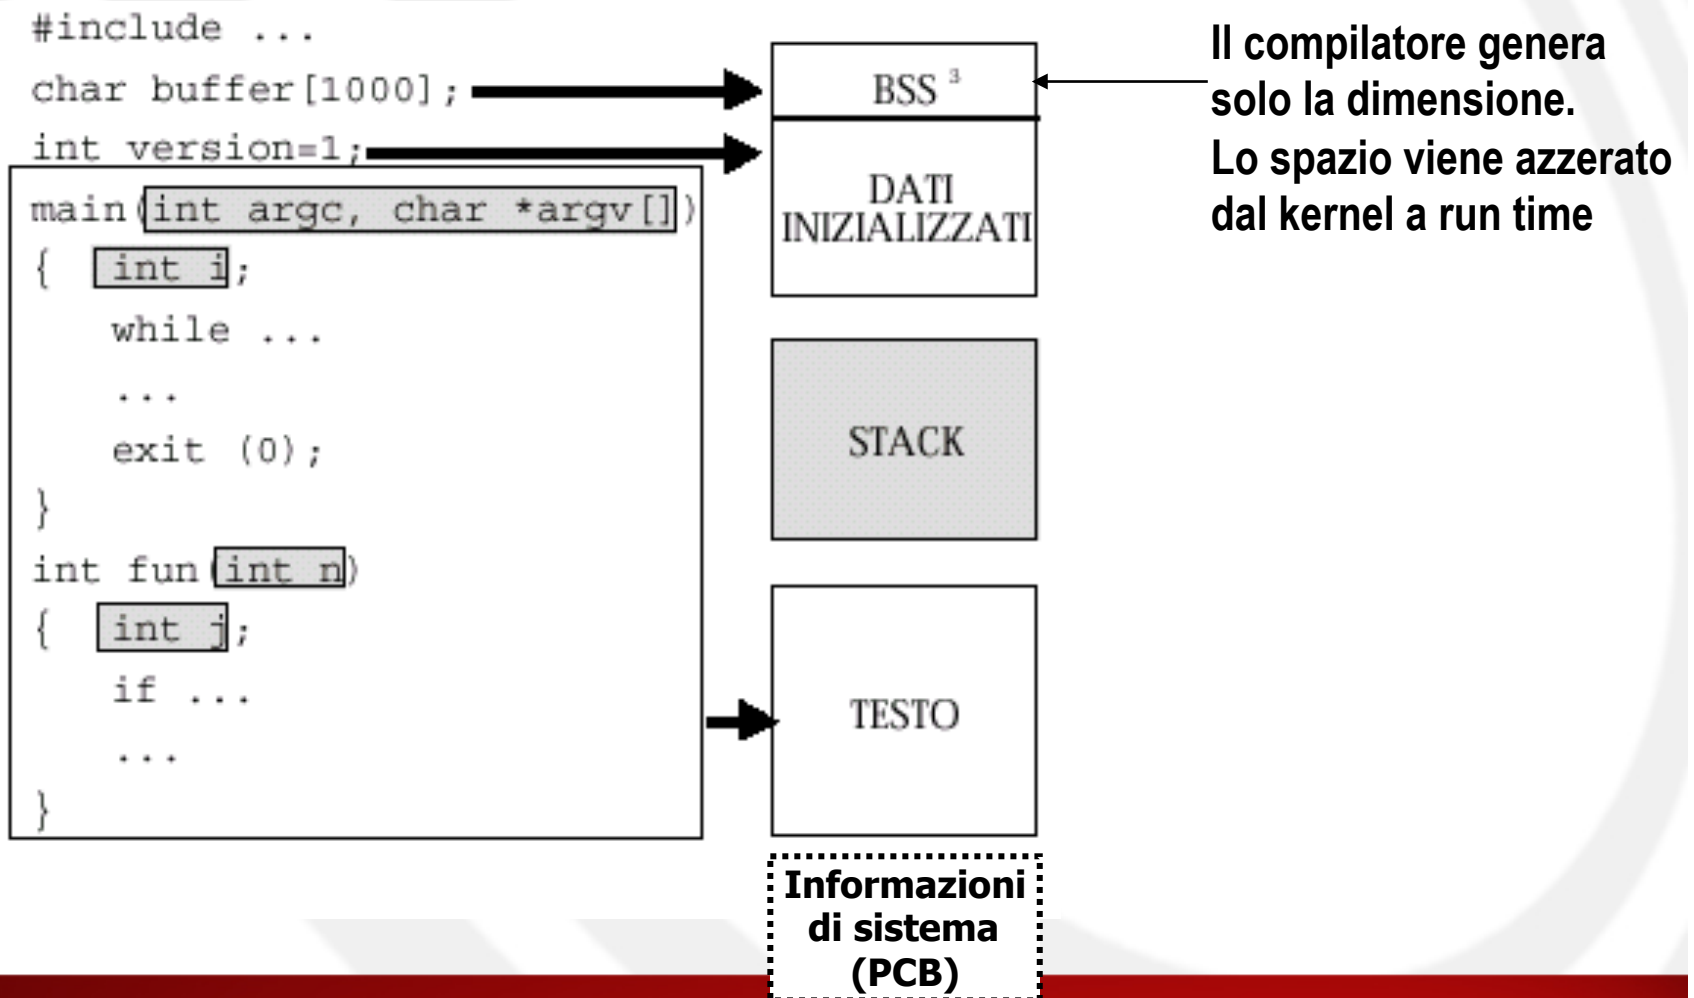 #include ...
char buffer[1000];
int version=1;
main(int argc, char *argv[])
{ int i;
while ...
...
exit (0);
}
int fun(int n)
{ int j;
if ...
...
}
BSS 3
DATI
INIZIALIZZATI
STACK
TESTO
Informazioni
di sistema
(PCB)
Il compilatore genera
solo la dimensione.
Lo spazio viene azzerato
dal kernel a run time